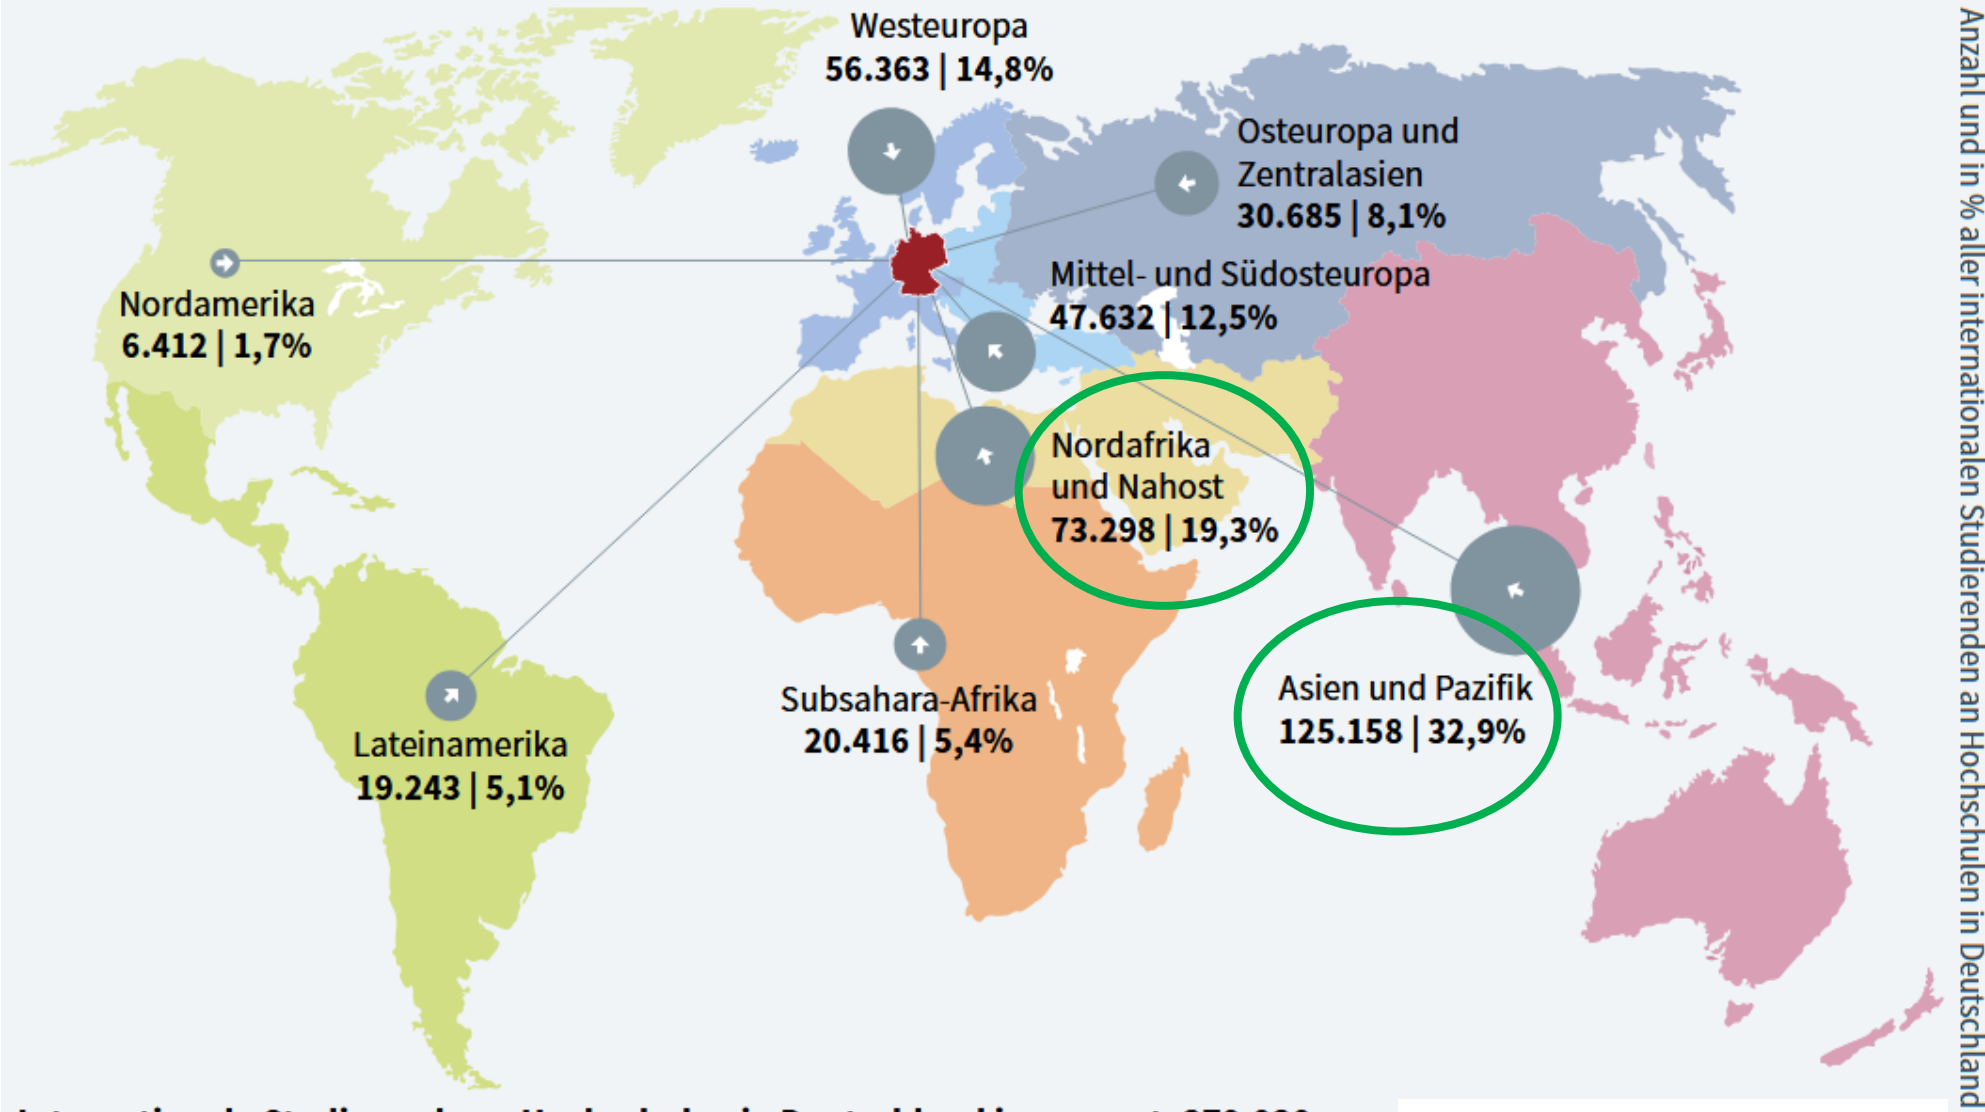 Westeuropa
56.363 | 14,8%
Osteuropa und
Zentralasien
30.685 | 8,1%
Mittel- und Südosteuropa
47.632 | 12,5%
Nordamerika
6.412 | 1,7%
Nordafrika
und Nahost
73.298 | 19,3%
Asien und Pazifik
125.158 | 32,9%
Subsahara-Afrika
20.416 | 5,4%
Lateinamerika
19.243 | 5,1%
Anzahl und in % aller internationalen Studierenden an Hochschulen in Deutschland